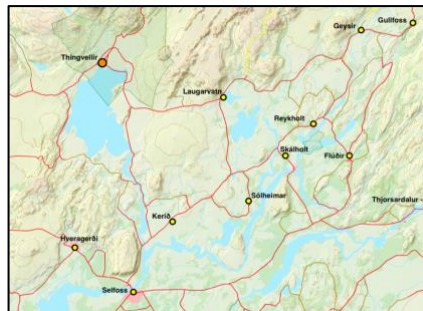 Gullfoss
Geysir
Thingvellir
Laugarvatn
Reykholt
Skálholt
Flúðir
Sólheimar
Thjorsardalur
Kerið
Hveragerði
Selfoss